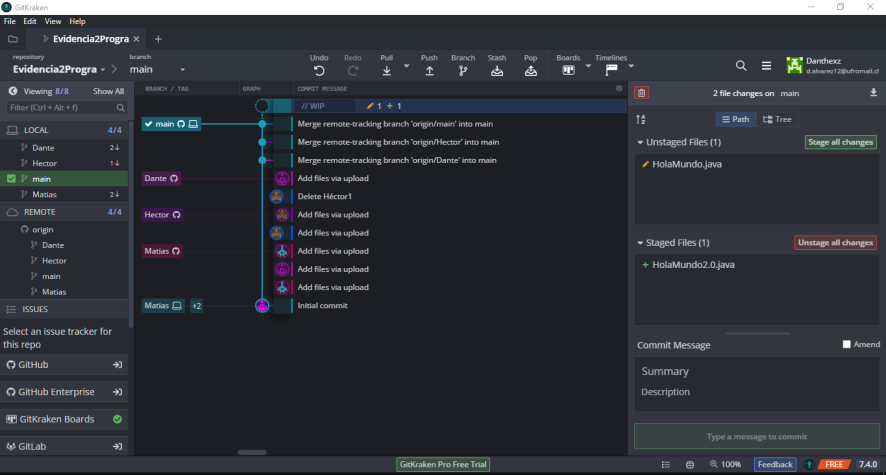 GitKraken
File Edit View Help
Evidencia2Progra
repository
Evidencia2Progra
branch
main
Undo Redo Pull Push Branch Stash Pop Boards Timelines
Danthexz
d.alvarez12@ufromail.cl
Viewing 8/8 Show All
Filter (Ctrl + Alt + f)
LOCAL 4/4
Dante 2↓
Hector 1↓
main
Matias 2↓
REMOTE 4/4
origin
Dante
Hector
main
Matias
ISSUES
Select an issue tracker for
this repo
GitHub
GitHub Enterprise
GitKraken Boards
GitLab
BRANCH / TAG GRAPH COMMIT MESSAGE
// WIP 1 + 1
main Merge remote-tracking branch 'origin/main' into main
Merge remote-tracking branch 'origin/Hector' into main
Merge remote-tracking branch 'origin/Dante' into main
Dante Add files via upload
Delete Héctor1
Hector Add files via upload
Add files via upload
Matias Add files via upload
Add files via upload
Add files via upload
Matias +2 Initial commit
2 file changes on main
Path Tree
Unstaged Files (1) Stage all changes
HolaMundo.java
Staged Files (1) Unstage all changes
+ HolaMundo2.0.java
Commit Message Amend
Summary
Description
Type a message to commit
GitKraken Pro Free Trial
100% Feedback FREE 7.4.0